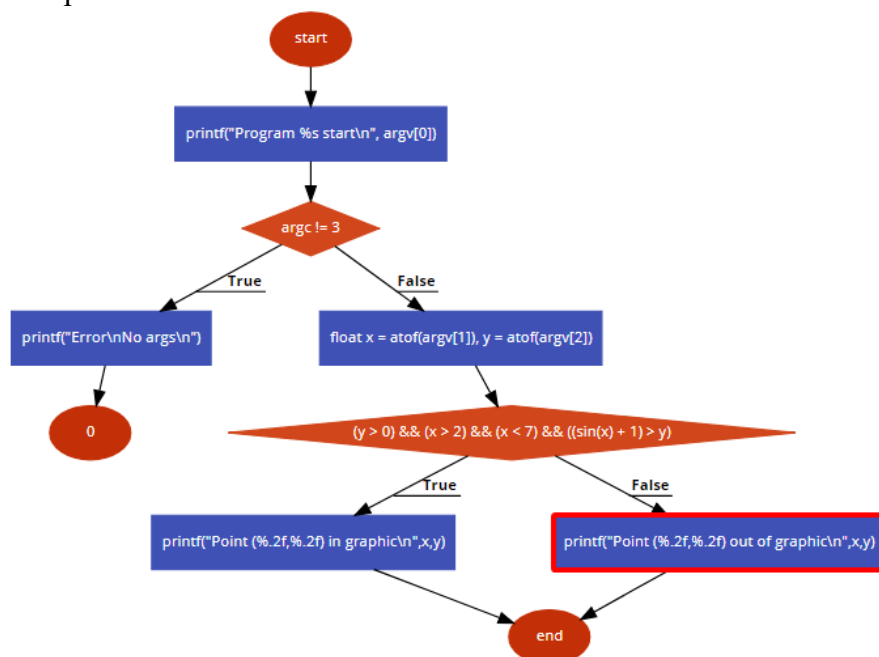 start
printf("Program %s start\n", argv[0])
argc != 3
True
False
printf("Error\nNo args\n")
float x = atof(argv[1]), y = atof(argv[2])
0
(y > 0) && (x > 2) && (x < 7) && ((sin(x) + 1) > y)
True
False
printf("Point (%.2f,%.2f) in graphic\n",x,y)
printf("Point (%.2f,%.2f) out of graphic\n",x,y)
end